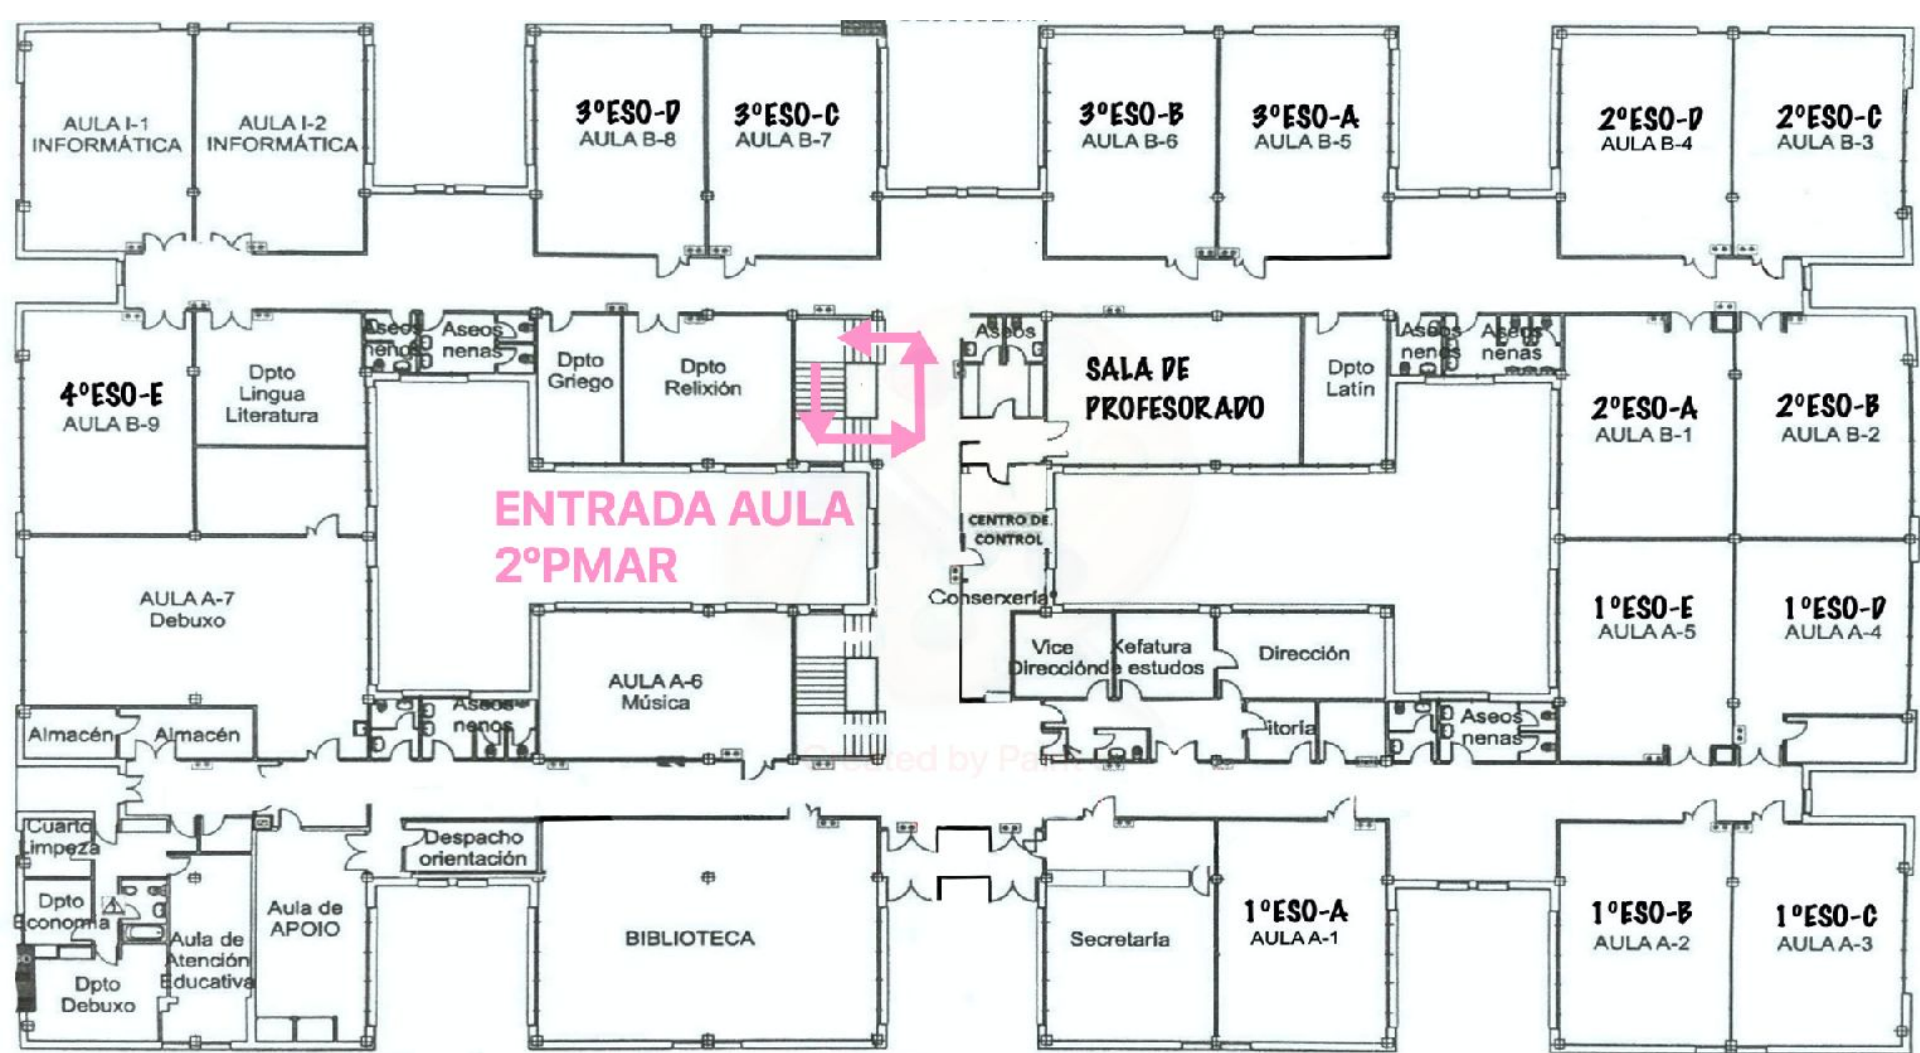 3ºESO-D
AULA B-8
3ºESO-C
AULA B-7
3ºESO-B
AULA B-6
3ºESO-A
AULA B-5
2ºESO-D
AULA B-4
2ºESO-C
AULA B-3
AULA I-1
INFORMÁTICA
AULA I-2
INFORMÁTICA
4ºESO-E
AULA B-9
Dpto
Lingua
Literatura
Aseos
nenos
Aseos
nenas
Dpto
Griego
Dpto
Relixión
Aseos
SALA DE
PROFESORADO
Dpto
Latín
Aseos
nenos
Aseos
nenas
2ºESO-A
AULA B-1
2ºESO-B
AULA B-2
ENTRADA AULA
2ºPMAR
CENTRO DE
CONTROL
Conserxería
AULA A-7
Debuxo
Almacén
Almacén
Aseos
nenos
AULA A-6
Música
Vice
Dirección
Xefatura
de estudos
Dirección
itoría
Aseos
nenas
1ºESO-E
AULA A-5
1ºESO-D
AULA A-4
Created by
Cuarto
Limpeza
Dpto
Economía
Dpto
Debuxo
Aula de
Atención
Educativa
Aula de
APOIO
Despacho
orientación
BIBLIOTECA
Secretaría
1ºESO-A
AULA A-1
1ºESO-B
AULA A-2
1ºESO-C
AULA A-3